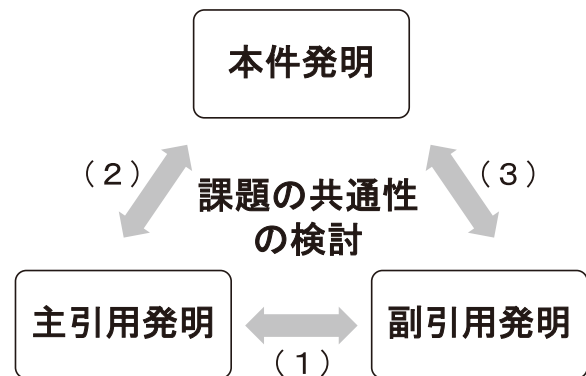 本件発明
（２）
課題の共通性
の検討
（３）
主引用発明
副引用発明
（１）